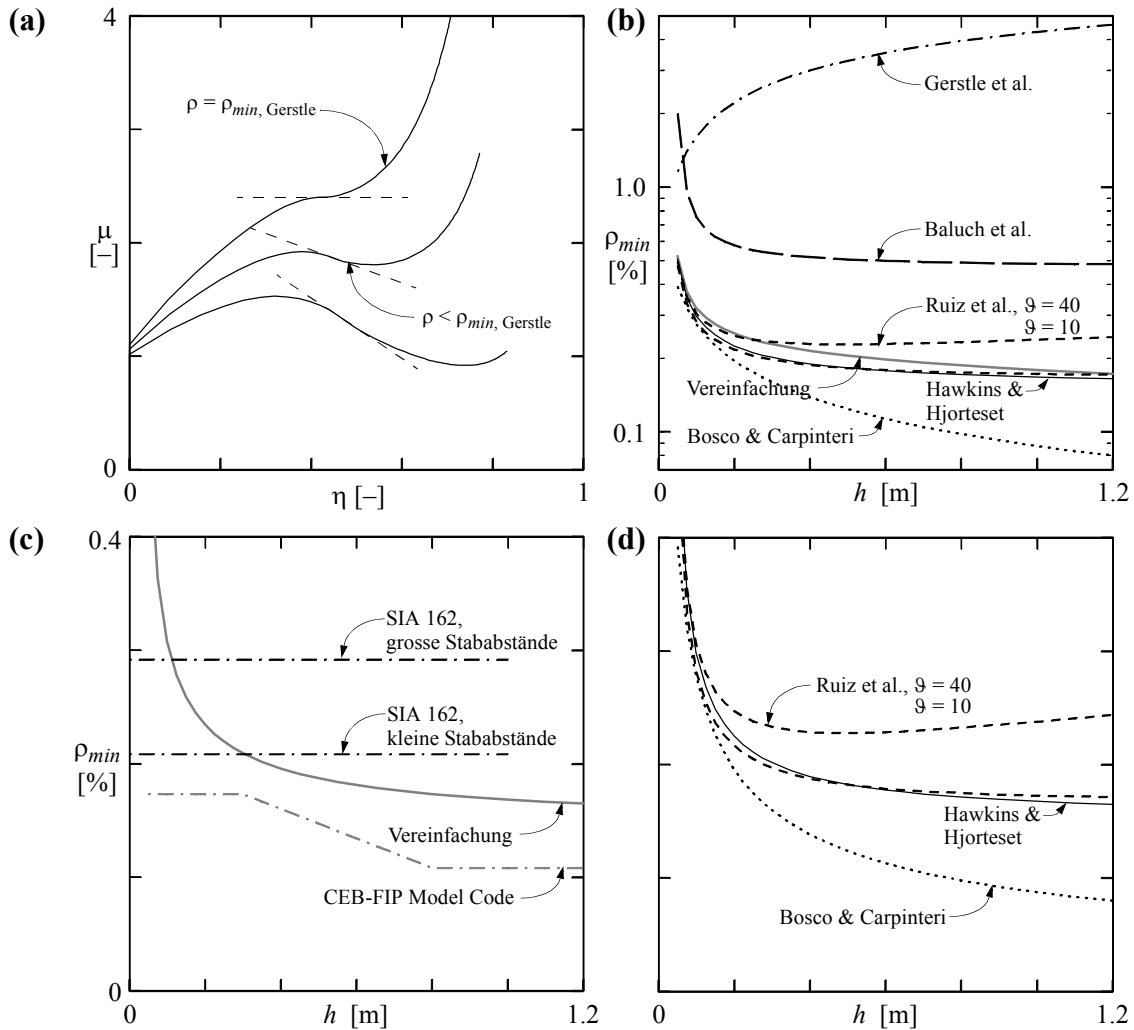 (a)
4
ρ = ρmin, Gerstle
μ
[–]
ρ < ρmin, Gerstle
0
0
η [–]
1
(b)
Gerstle et al.
1.0
ρmin
[%]
Baluch et al.
Ruiz et al., ϑ = 40
ϑ = 10
Vereinfachung
Hawkins &
Hjorteset
Bosco & Carpinteri
0.1
0
h [m]
1.2
(c)
0.4
SIA 162,
grosse Stababstände
SIA 162,
kleine Stababstände
ρmin
[%]
Vereinfachung
CEB-FIP Model Code
0
0
h [m]
1.2
(d)
Ruiz et al., ϑ = 40
ϑ = 10
Hawkins &
Hjorteset
Bosco & Carpinteri
0
h [m]
1.2